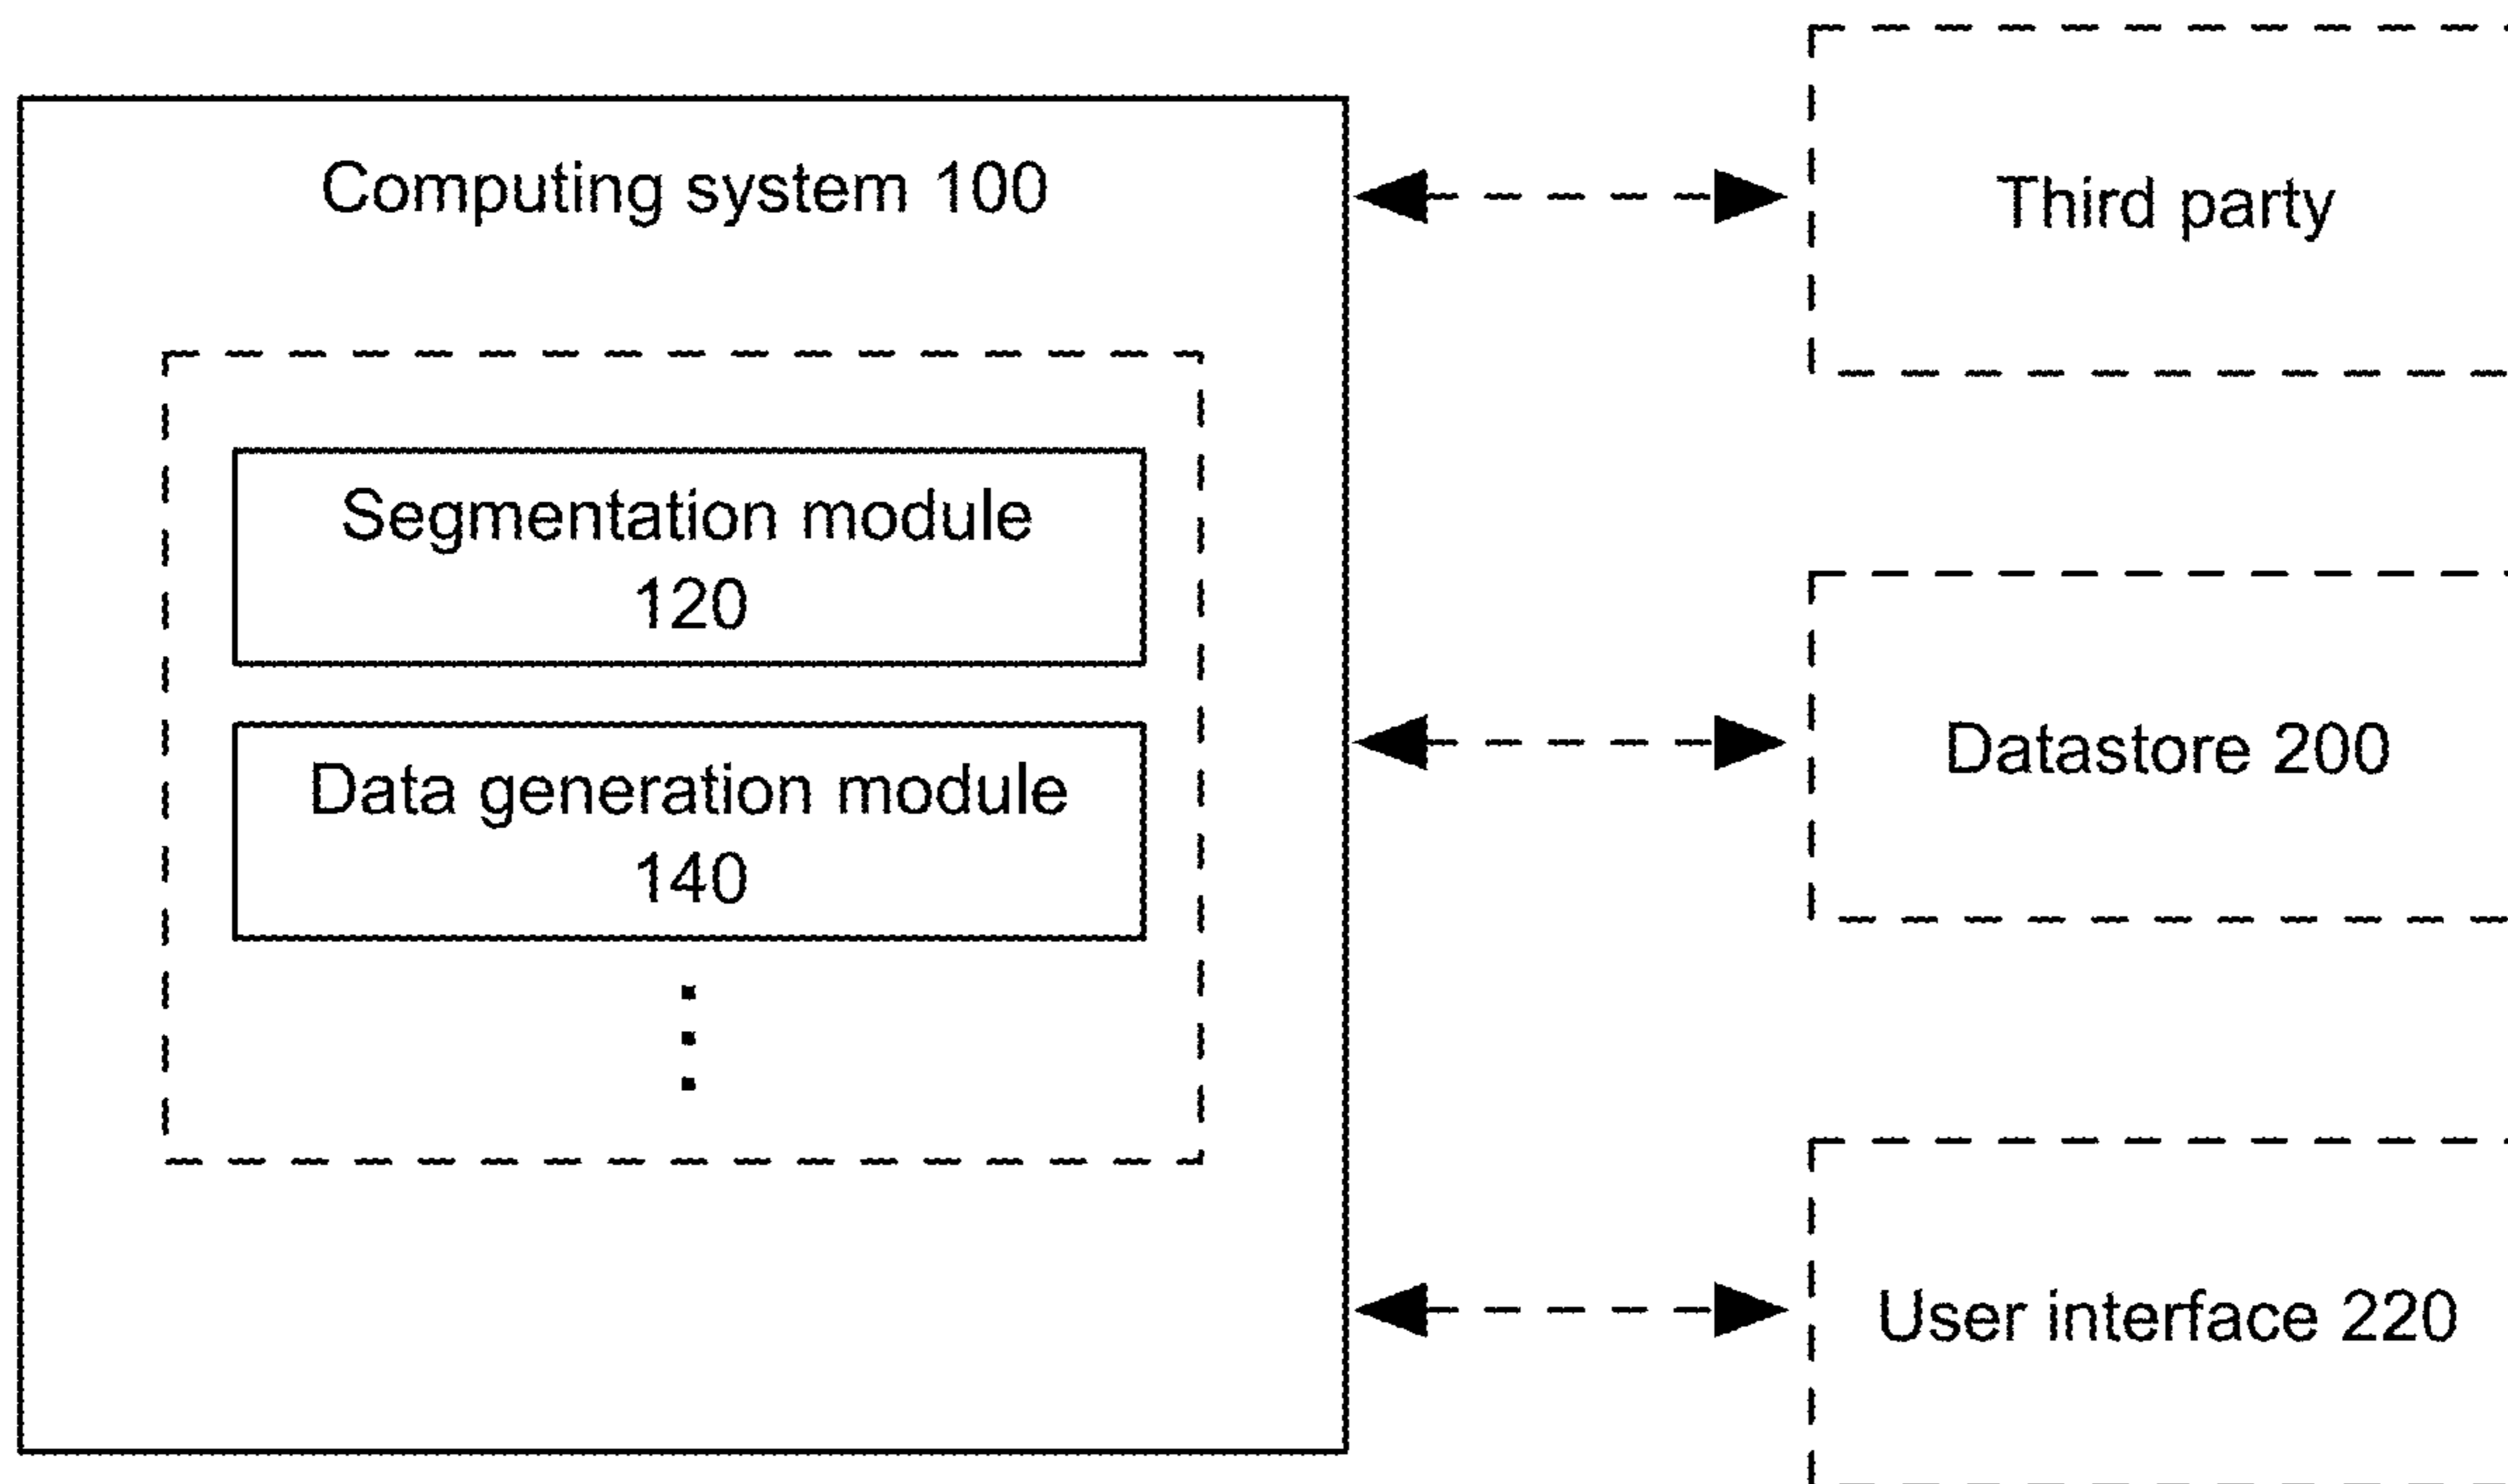 Computing system 100
Segmentation module
120
Data generation module
140
Third party
Datastore 200
User interface 220